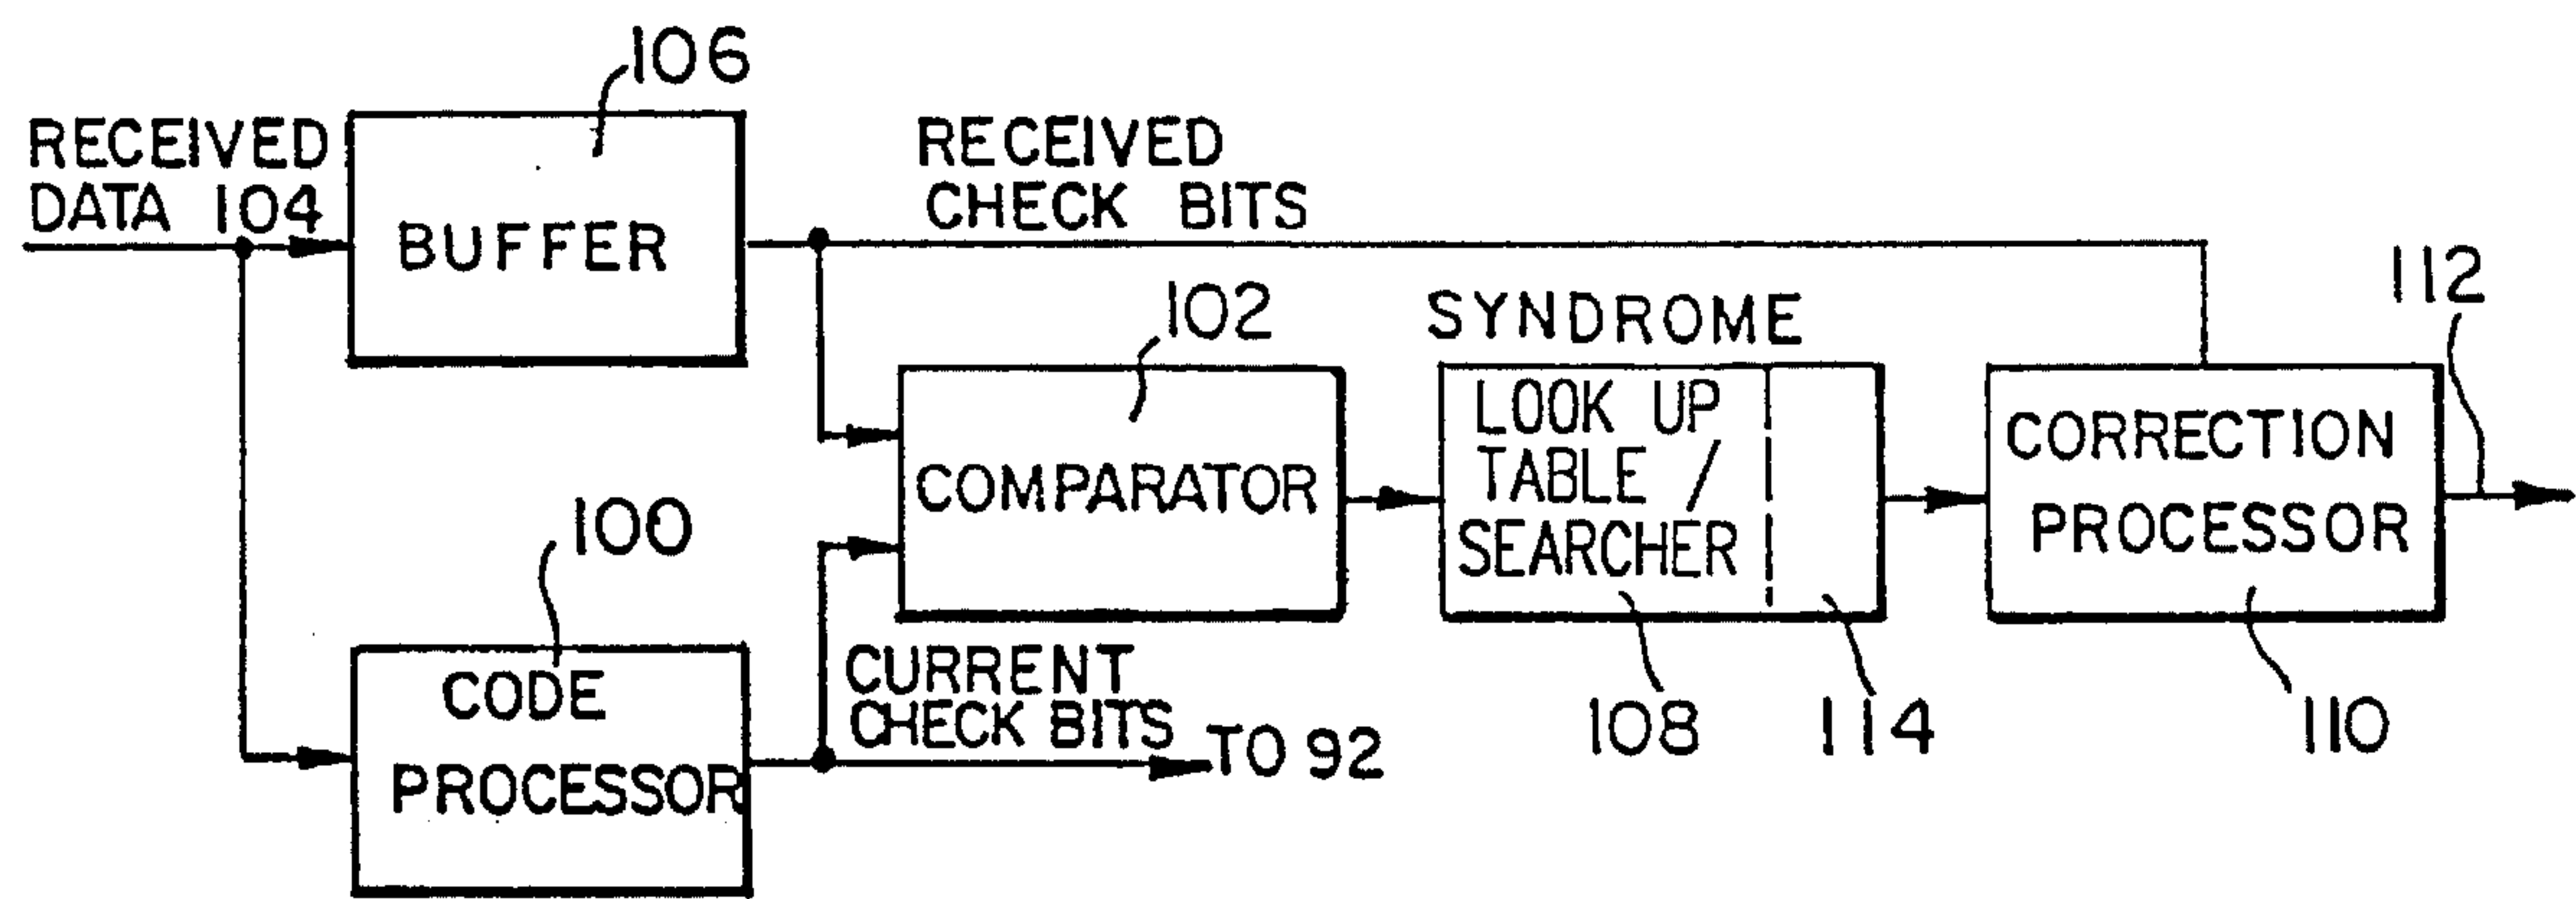 106
RECEIVED
DATA 104
BUFFER
RECEIVED
CHECK BITS
102
COMPARATOR
SYNDROME
LOOK UP
TABLE /
SEARCHER
112
CORRECTION
PROCESSOR
100
CODE
PROCESSOR
CURRENT
CHECK BITS
TO 92
108
114
110